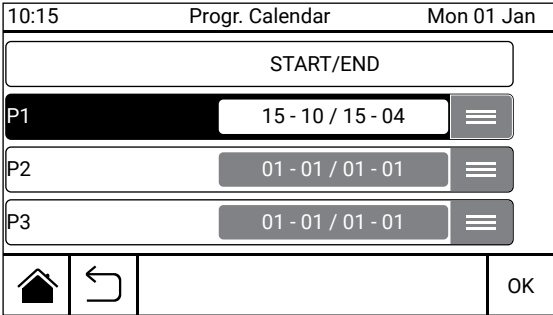 10:15 Progr. Calendar Mon 01 Jan
START/END
P1 15 - 10 / 15 - 04
P2 01 - 01 / 01 - 01
P3 01 - 01 / 01 - 01
OK